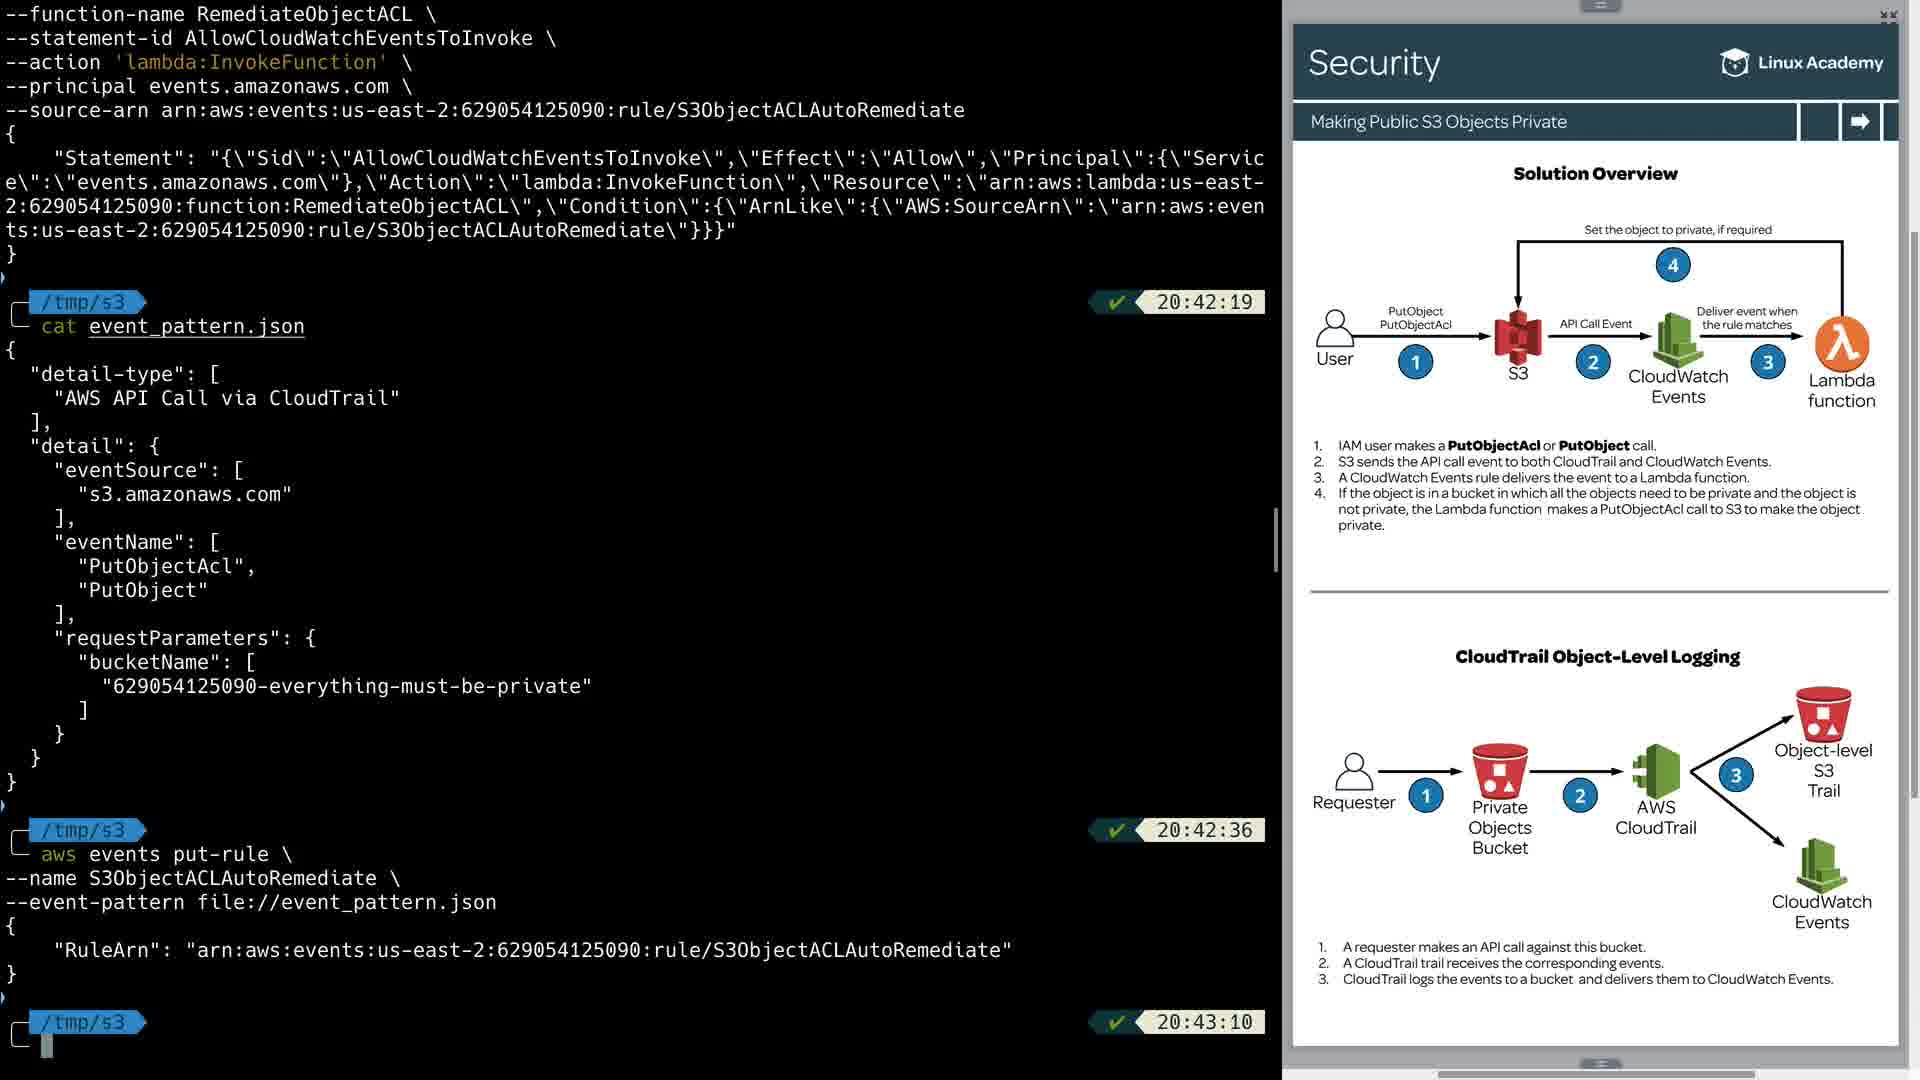 --function-name RemediateObjectACL \
--statement-id AllowCloudWatchEventsToInvoke \
--action 'lambda:InvokeFunction' \
--principal events.amazonaws.com \
--source-arn arn:aws:events:us-east-2:629054125090:rule/S3ObjectACLAutoRemediate
{
    "Statement": "{\"Sid\":\"AllowCloudWatchEventsToInvoke\",\"Effect\":\"Allow\",\"Principal\":{\"Servic
e\":\"events.amazonaws.com\"},\"Action\":\"lambda:InvokeFunction\",\"Resource\":\"arn:aws:lambda:us-east-
2:629054125090:function:RemediateObjectACL\",\"Condition\":{\"ArnLike\":{\"AWS:SourceArn\":\"arn:aws:even
ts:us-east-2:629054125090:rule/S3ObjectACLAutoRemediate\"}}}"
}
/tmp/s3 ✔ 20:42:19
cat event_pattern.json
{
  "detail-type": [
    "AWS API Call via CloudTrail"
  ],
  "detail": {
    "eventSource": [
      "s3.amazonaws.com"
    ],
    "eventName": [
      "PutObjectAcl",
      "PutObject"
    ],
    "requestParameters": {
      "bucketName": [
        "629054125090-everything-must-be-private"
      ]
    }
  }
}
/tmp/s3 ✔ 20:42:36
aws events put-rule \
--name S3ObjectACLAutoRemediate \
--event-pattern file://event_pattern.json
{
    "RuleArn": "arn:aws:events:us-east-2:629054125090:rule/S3ObjectACLAutoRemediate"
}
/tmp/s3 ✔ 20:43:10
Security
Linux Academy
Making Public S3 Objects Private
Solution Overview
Set the object to private, if required
4
PutObject
PutObjectAcl
API Call Event
Deliver event when
the rule matches
1
2
3
User
S3
CloudWatch
Events
λ
Lambda
function
1. IAM user makes a PutObjectAcl or PutObject call.
2. S3 sends the API call event to both CloudTrail and CloudWatch Events.
3. A CloudWatch Events rule delivers the event to a Lambda function.
4. If the object is in a bucket in which all the objects need to be private and the object is
not private, the Lambda function makes a PutObjectAcl call to S3 to make the object
private.
CloudTrail Object-Level Logging
Requester
1
Private
Objects
Bucket
2
AWS
CloudTrail
3
Object-level
S3
Trail
CloudWatch
Events
1. A requester makes an API call against this bucket.
2. A CloudTrail trail receives the corresponding events.
3. CloudTrail logs the events to a bucket and delivers them to CloudWatch Events.